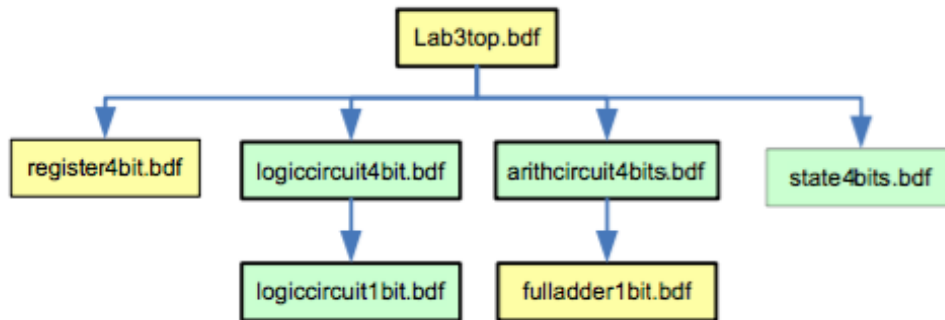 Lab3top.bdf
register4bit.bdf
logiccircuit4bit.bdf
arithcircuit4bits.bdf
state4bits.bdf
logiccircuit1bit.bdf
fulladder1bit.bdf